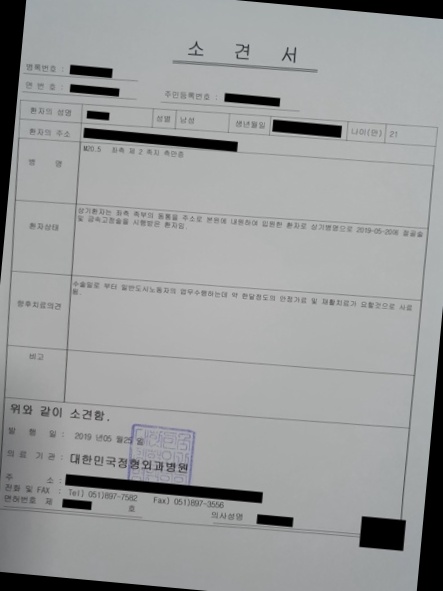 소 견 서
병록번호 :
연 번 호 :
주민등록번호 :
환자의 성명 성별 남성 생년월일 나이(만) 21
환자의 주소
병 명 M20.5 좌측 제 2 족지
환자상태 상기환자는 좌측 족부의 통통을 주소로 본원에 내원하여 입원한 환자로 상기병명으로 2019-05-20에 절골술
및 금속고정술을 시행받은 환자임.
향후치료의견 수술일로 부터 일반도시노동자의 업무수행하는데 약 한달정도의 안정가료 및 재활치료가 요할것으로 사료
됨.
비고
위와 같이 소견함.
발 행 일 : 2019 년05 월25 일
의료 기관 : 대한민국정형외과병원
주 소 :
전화 및 FAX : Tel) 051)897-7582 Fax) 051)897-3556
면허번호 제 호 의사성명